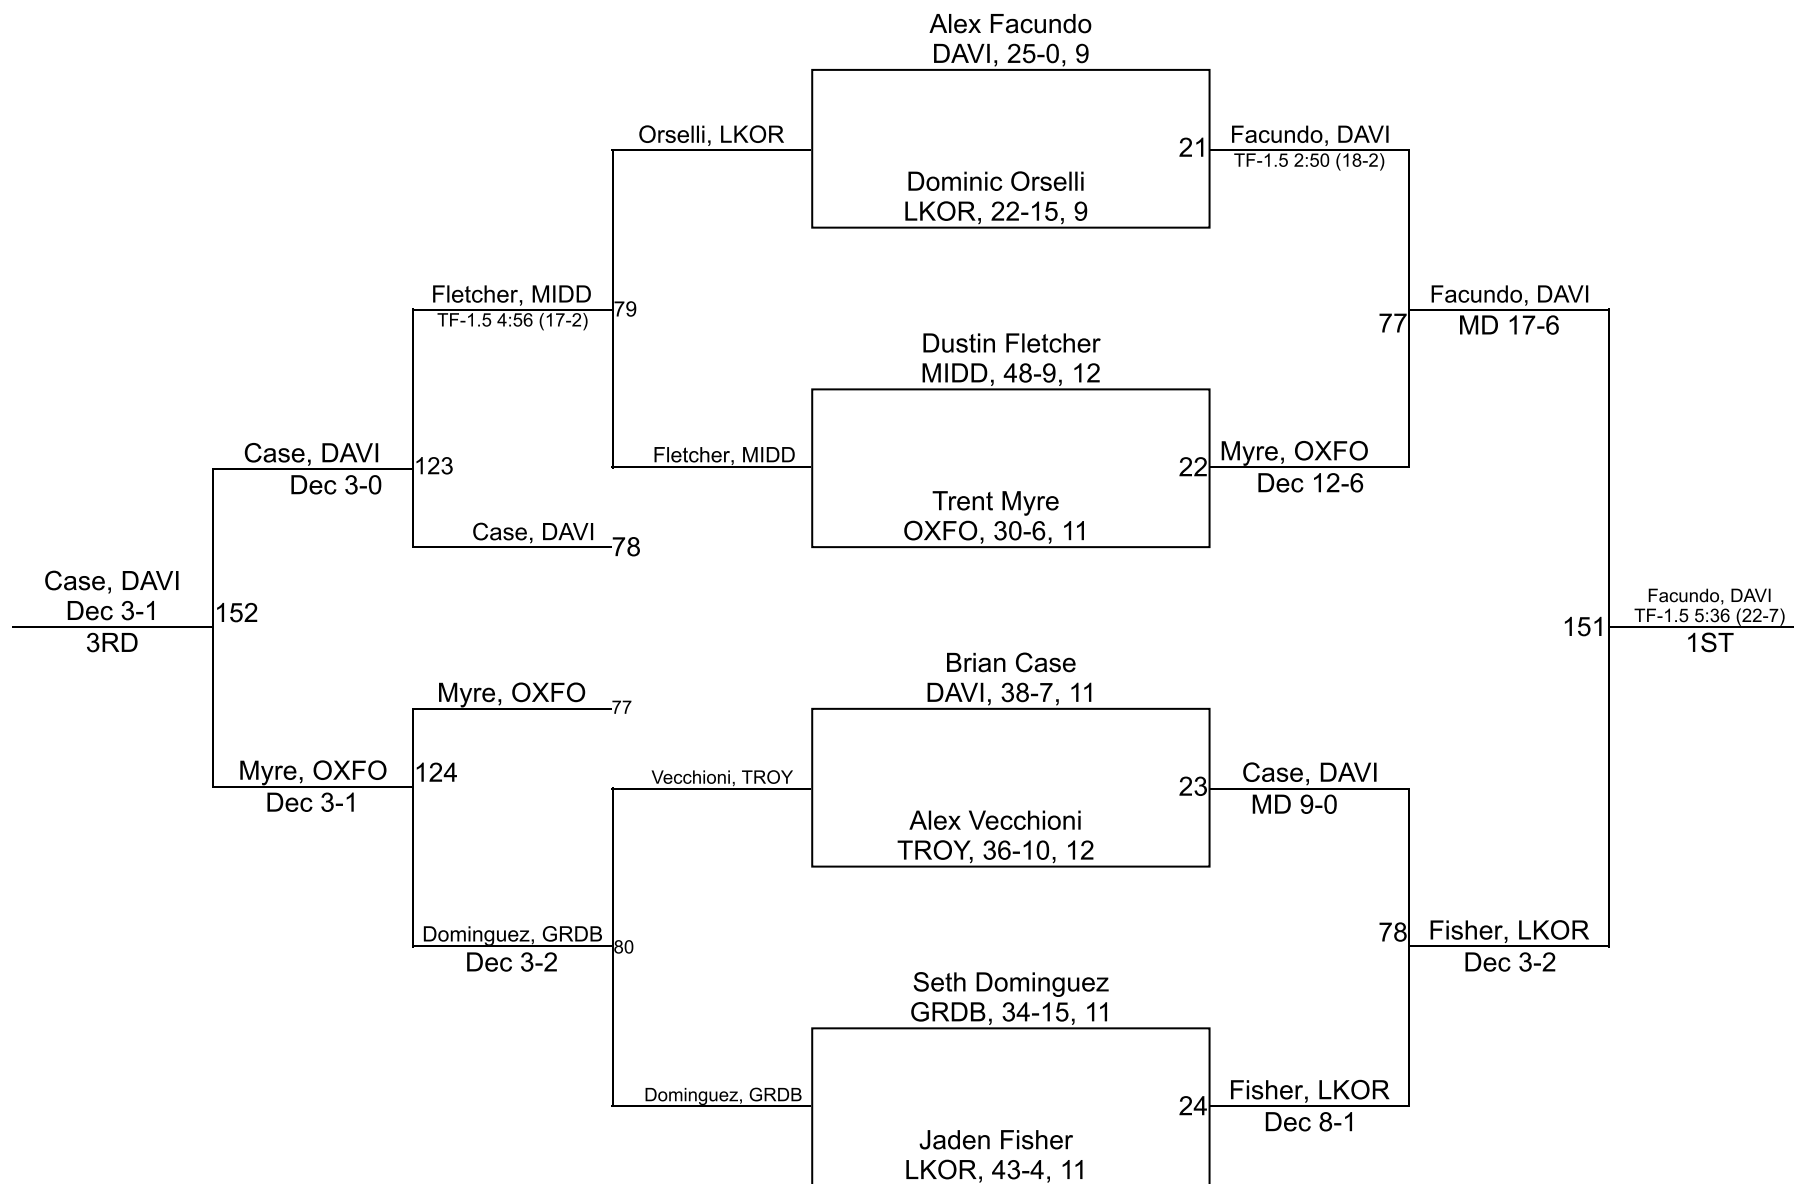 Alex Facundo
DAVI, 25-0, 9
Orselli, LKOR
21
Facundo, DAVI
TF-1.5 2:50 (18-2)
Dominic Orselli
LKOR, 22-15, 9
Fletcher, MIDD
TF-1.5 4:56 (17-2)
79
Facundo, DAVI
MD 17-6
77
Dustin Fletcher
MIDD, 48-9, 12
Case, DAVI
Dec 3-0
123
Fletcher, MIDD
22
Myre, OXFO
Dec 12-6
Trent Myre
OXFO, 30-6, 11
Case, DAVI
78
Case, DAVI
Dec 3-1
3RD
152
151
Facundo, DAVI
TF-1.5 5:36 (22-7)
1ST
Brian Case
DAVI, 38-7, 11
Myre, OXFO
77
Myre, OXFO
Dec 3-1
124
Vecchioni, TROY
23
Case, DAVI
MD 9-0
Alex Vecchioni
TROY, 36-10, 12
Dominguez, GRDB
Dec 3-2
80
78
Fisher, LKOR
Dec 3-2
Seth Dominguez
GRDB, 34-15, 11
Dominguez, GRDB
24
Fisher, LKOR
Dec 8-1
Jaden Fisher
LKOR, 43-4, 11